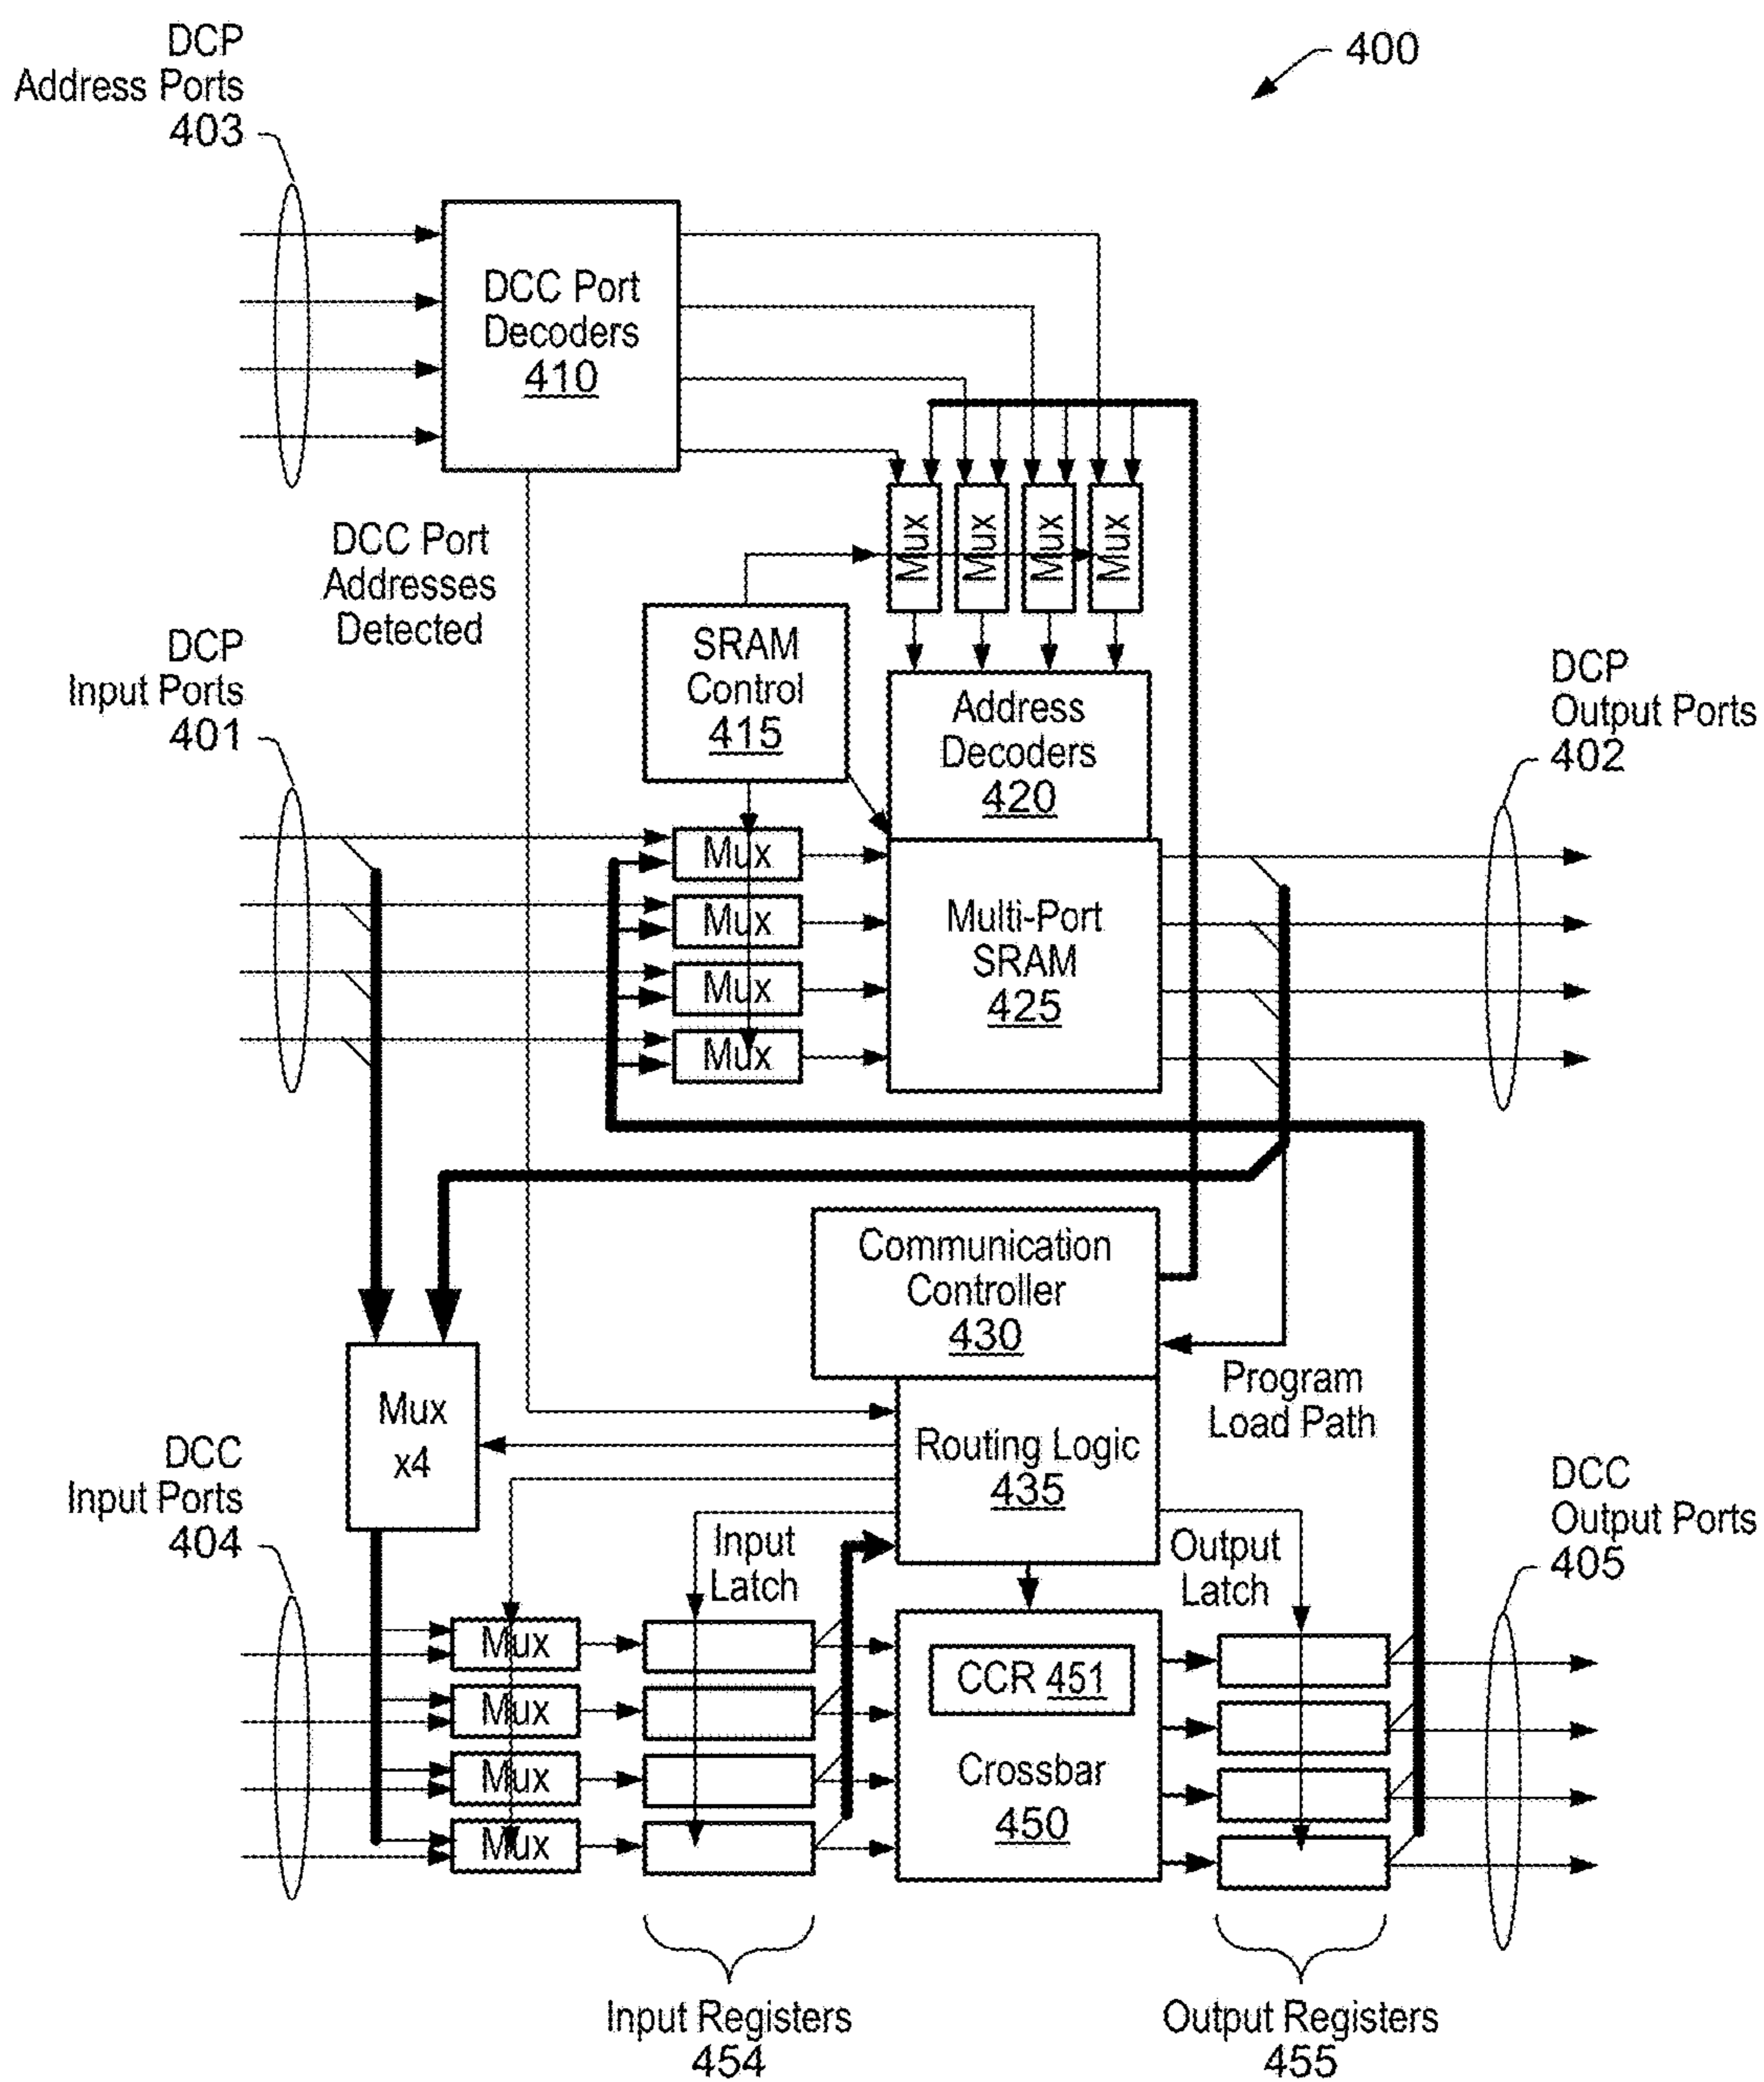 DCP
Address Ports
403
400
DCC Port
Decoders
410
DCC Port
Addresses
Detected
Mux
Mux
Mux
Mux
SRAM
Control
415
DCP
Input Ports
401
Address
Decoders
420
DCP
Output Ports
402
Mux
Mux
Mux
Mux
Multi-Port
SRAM
425
Communication
Controller
430
Program
Load Path
Mux
x4
Routing Logic
435
DCC
Input Ports
404
Input
Latch
Output
Latch
DCC
Output Ports
405
Mux
Mux
Mux
Mux
CCR 451
Crossbar
450
Input Registers
454
Output Registers
455